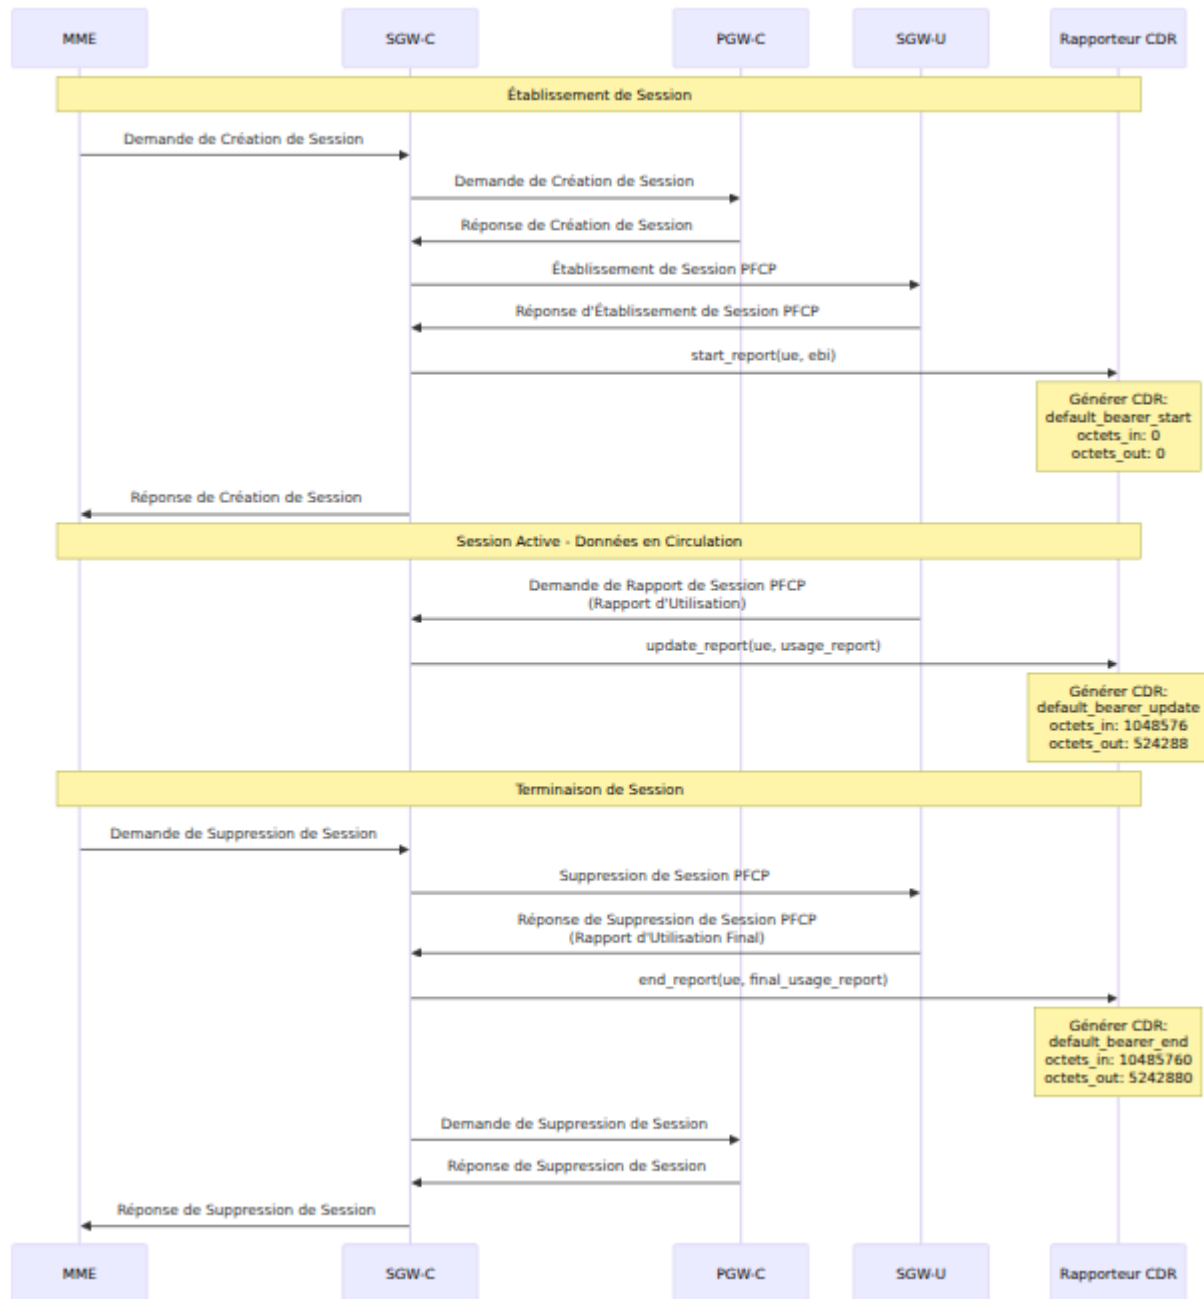 MME
SGW-C
PGW-C
SGW-U
Rapporteur CDR
Établissement de Session
Demande de Création de Session
Demande de Création de Session
Réponse de Création de Session
Établissement de Session PFCP
Réponse d'Établissement de Session PFCP
start_report(ue, ebi)
Générer CDR:
default_bearer_start
octets_in: 0
octets_out: 0
Réponse de Création de Session
Session Active - Données en Circulation
Demande de Rapport de Session PFCP
(Rapport d'Utilisation)
update_report(ue, usage_report)
Générer CDR:
default_bearer_update
octets_in: 1048576
octets_out: 524288
Terminaison de Session
Demande de Suppression de Session
Suppression de Session PFCP
Réponse de Suppression de Session PFCP
(Rapport d'Utilisation Final)
end_report(ue, final_usage_report)
Générer CDR:
default_bearer_end
octets_in: 10485760
octets_out: 5242880
Demande de Suppression de Session
Réponse de Suppression de Session
Réponse de Suppression de Session
MME
SGW-C
PGW-C
SGW-U
Rapporteur CDR